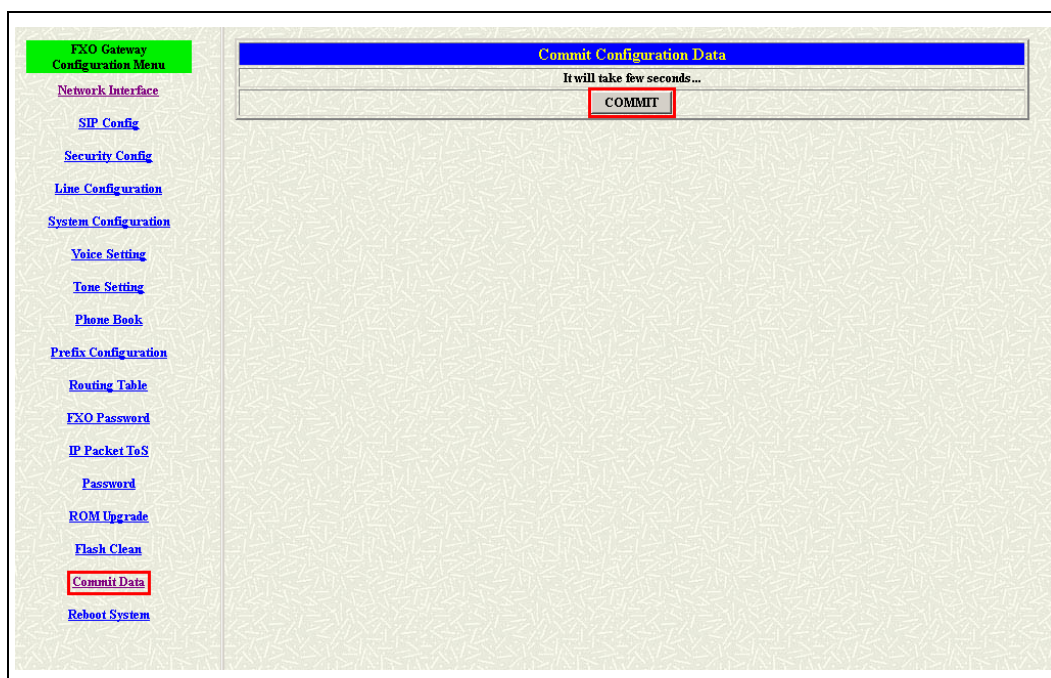 FXO Gateway
Configuration Menu
Network Interface
SIP Config
Security Config
Line Configuration
System Configuration
Voice Setting
Tone Setting
Phone Book
Prefix Configuration
Routing Table
FXO Password
IP Packet ToS
Password
ROM Upgrade
Flash Clean
Commit Data
Reboot System
Commit Configuration Data
It will take few seconds...
COMMIT